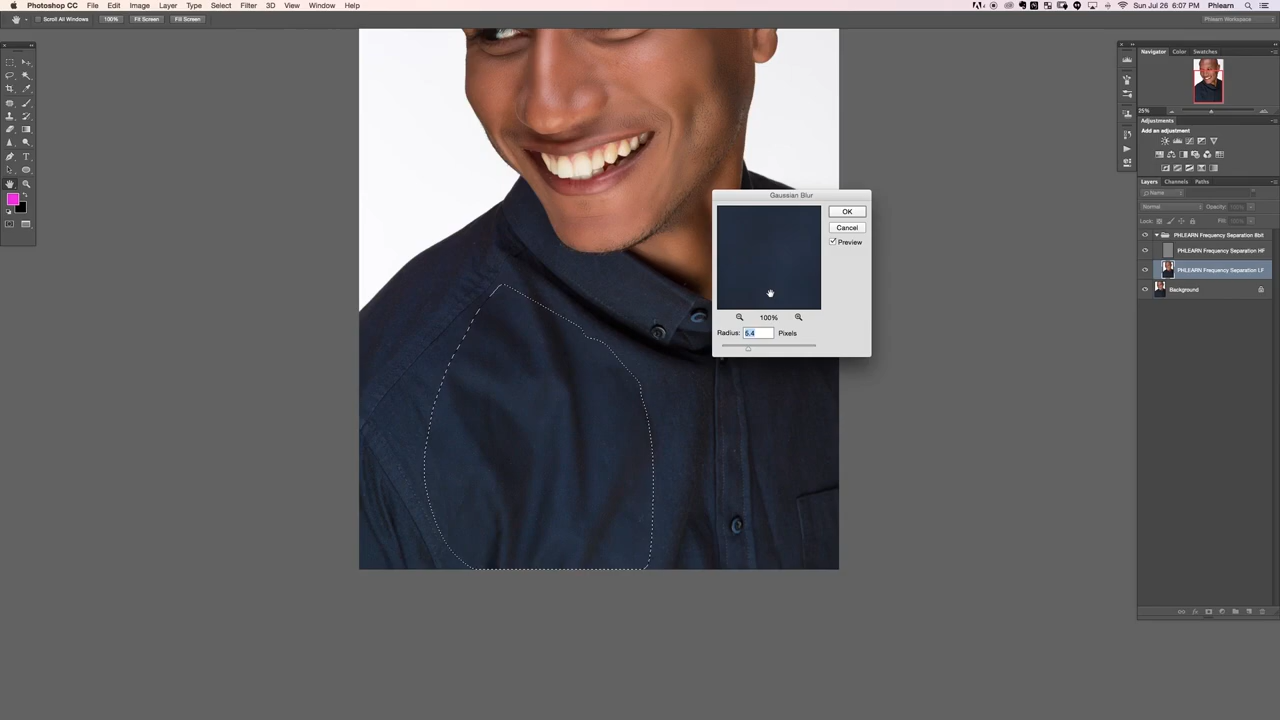 Photoshop CC File Edit Image Layer Type Select Filter 3D View Window Help
Sun Jul 26 6:07 PM Phlearn
Scroll All Windows 100% Fit Screen Fill Screen
Phlearn Workspace
Navigator Color Swatches
25%
Adjustments
Add an adjustment
Layers Channels Paths
Name
Normal Opacity: 100%
Lock: Fill:
PHLEARN Frequency Separation 8bit
PHLEARN Frequency Separation HF
PHLEARN Frequency Separation LF
Background
Gaussian Blur
OK
Cancel
Preview
100%
Radius: Pixels